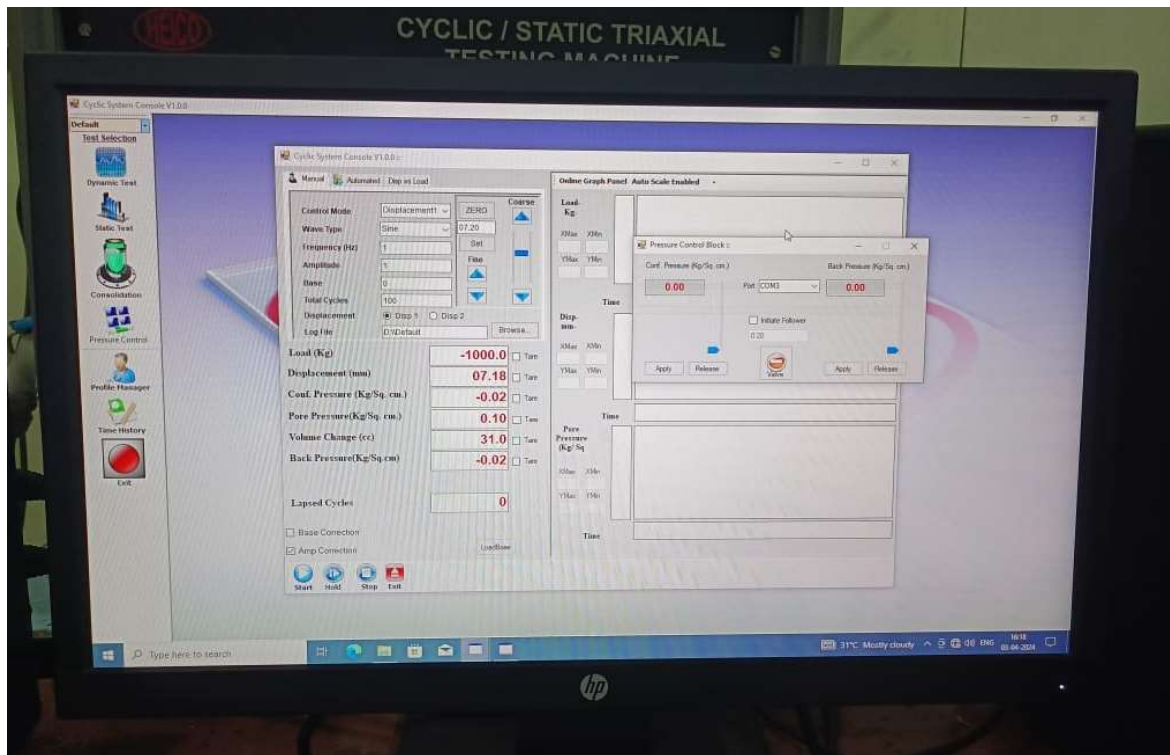 HEICO
CYCLIC / STATIC TRIAXIAL
TESTING MACHINE
Cyclic System Console V1.0.0
Default
Test Selection
Dynamic Test
Static Test
Consolidation
Pressure Control
Profile Manager
Time History
Exit
Cyclic System Console V1.0.0 ::
Manual Automated Disp vs Load
Control Mode Displacement1 ZERO Coarse
Wave Type Sine 07.20
Frequency (Hz) 1 Set
Amplitude 1 Fine
Base 0
Total Cycles 100
Displacement Disp 1 Disp 2
Log File D:\\Default Browse...
Load (Kg) -1000.0 Tare
Displacement (mm) 07.18 Tare
Conf. Pressure (Kg/Sq. cm.) -0.02 Tare
Pore Pressure(Kg/Sq. cm.) 0.10 Tare
Volume Change (cc) 31.0 Tare
Back Pressure(Kg/Sq.cm) -0.02 Tare
Lapsed Cycles 0
Base Correction
Amp Correction
Start Hold Stop Exit
Online Graph Panel Auto Scale Enabled
Load-
Kg
XMax XMin
YMax YMin
Time
Disp.
mm-
XMax XMin
YMax YMin
Time
Pore
Pressure
(Kg/ Sq
XMax XMin
YMax YMin
Time
Pressure Control Block ::
Conf. Pressure (Kg/Sq. cm.) Back Pressure (Kg/Sq. cm.)
0.00 Port COM3 0.00
Initiate Follower
0.20
Apply Release Valve Apply Release
Type here to search
31°C Mostly cloudy ENG 16:18
hp